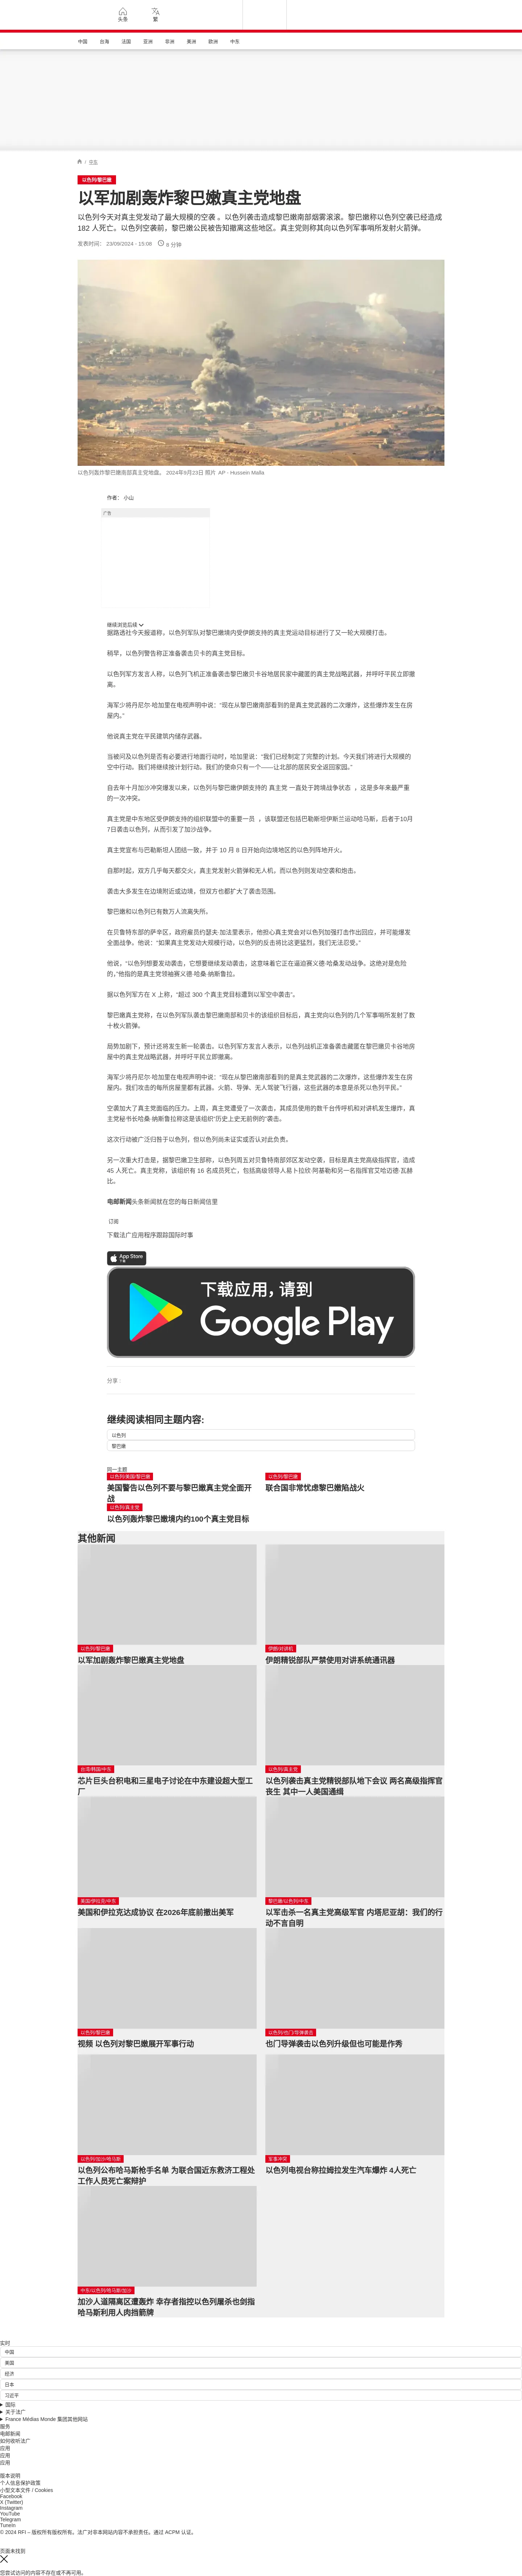 头条
繁
中国
台海
法国
亚洲
非洲
美洲
欧洲
中东
中东
以色列/黎巴嫩
以军加剧轰炸黎巴嫩真主党地盘
以色列今天对真主党发动了最大规模的空袭 。以色列袭击造成黎巴嫩南部烟雾滚滚。黎巴嫩称以色列空袭已经造成
182 人死亡。以色列空袭前，黎巴嫩公民被告知撤离这些地区。真主党则称其向以色列军事哨所发射火箭弹。
发表时间： 23/09/2024 - 15:08
8 分钟
以色列轰炸黎巴嫩南部真主党地盘。 2024年9月23日 照片 AP - Hussein Malla
作者： 小山
广告
继续浏览后续
据路透社今天报道称，以色列军队对黎巴嫩境内受伊朗支持的真主党运动目标进行了又一轮大规模打击。
稍早，以色列警告称正准备袭击贝卡的真主党目标。
以色列军方发言人称，以色列飞机正准备袭击黎巴嫩贝卡谷地居民家中藏匿的真主党战略武器，并呼吁平民立即撤
离。
海军少将丹尼尔·哈加里在电视声明中说：“现在从黎巴嫩南部看到的是真主党武器的二次爆炸，这些爆炸发生在房
屋内。”
他说真主党在平民建筑内储存武器。
当被问及以色列是否有必要进行地面行动时，哈加里说：“我们已经制定了完整的计划。今天我们将进行大规模的
空中行动。我们将继续按计划行动。我们的使命只有一个——让北部的居民安全返回家园。”
自去年十月加沙冲突爆发以来，以色列与黎巴嫩伊朗支持的 真主党 一直处于跨境战争状态 ，这是多年来最严重
的一次冲突。
真主党是中东地区受伊朗支持的组织联盟中的重要一员 ，该联盟还包括巴勒斯坦伊斯兰运动哈马斯，后者于10月
7日袭击以色列，从而引发了加沙战争。
真主党宣布与巴勒斯坦人团结一致，并于 10 月 8 日开始向边境地区的以色列阵地开火。
自那时起，双方几乎每天都交火，真主党发射火箭弹和无人机，而以色列则发动空袭和炮击。
袭击大多发生在边境附近或边境，但双方也都扩大了袭击范围。
黎巴嫩和以色列已有数万人流离失所。
在贝鲁特南部的萨辛区，政府雇员约瑟夫·加法里表示，他担心真主党会对以色列加强打击作出回应，并可能爆发
全面战争。他说：“如果真主党发动大规模行动，以色列的反击将比这更猛烈，我们无法忍受。”
他说，“以色列想要发动袭击，它想要继续发动袭击，这意味着它正在逼迫赛义德·哈桑发动战争。这绝对是危险
的,”他指的是真主党领袖赛义德·哈桑·纳斯鲁拉。
据以色列军方在 X 上称，“超过 300 个真主党目标遭到以军空中袭击”。
黎巴嫩真主党称，在以色列军队袭击黎巴嫩南部和贝卡的该组织目标后，真主党向以色列的几个军事哨所发射了数
十枚火箭弹。
局势加剧下，预计还将发生新一轮袭击。以色列军方发言人表示，以色列战机正准备袭击藏匿在黎巴嫩贝卡谷地房
屋中的真主党战略武器，并呼吁平民立即撤离。
海军少将丹尼尔·哈加里在电视声明中说：“现在从黎巴嫩南部看到的是真主党武器的二次爆炸，这些爆炸发生在房
屋内。我们攻击的每所房屋里都有武器。火箭、导弹、无人驾驶飞行器，这些武器的本意是杀死以色列平民。”
空袭加大了真主党面临的压力。上周，真主党遭受了一次袭击，其成员使用的数千台传呼机和对讲机发生爆炸，真
主党秘书长哈桑·纳斯鲁拉称这是该组织“历史上史无前例的”袭击。
这次行动被广泛归咎于以色列，但以色列尚未证实或否认对此负责。
另一次重大打击是，据黎巴嫩卫生部称，以色列周五对贝鲁特南部郊区发动空袭，目标是真主党高级指挥官，造成
45 人死亡。真主党称，该组织有 16 名成员死亡，包括高级领导人易卜拉欣·阿基勒和另一名指挥官艾哈迈德·瓦赫
比。
电邮新闻头条新闻就在您的每日新闻信里
订阅
下载法广应用程序跟踪国际时事
App Store
下载
下载应用，请到
Google Play
分享 :
继续阅读相同主题内容:
以色列
黎巴嫩
同一主题
以色列/美国/黎巴嫩
美国警告以色列不要与黎巴嫩真主党全面开
战
以色列/黎巴嫩
联合国非常忧虑黎巴嫩陷战火
以色列/真主党
以色列轰炸黎巴嫩境内约100个真主党目标
其他新闻
以色列/黎巴嫩
以军加剧轰炸黎巴嫩真主党地盘
伊朗/对讲机
伊朗精锐部队严禁使用对讲系统通讯器
台湾/韩国/中东
芯片巨头台积电和三星电子讨论在中东建设超大型工
厂
以色列/真主党
以色列袭击真主党精锐部队地下会议 两名高级指挥官
丧生 其中一人美国通缉
美国/伊拉克/中东
美国和伊拉克达成协议 在2026年底前撤出美军
黎巴嫩/以色列/中东
以军击杀一名真主党高级军官 内塔尼亚胡：我们的行
动不言自明
以色列/黎巴嫩
视频 以色列对黎巴嫩展开军事行动
以色列/也门/导弹袭击
也门导弹袭击以色列升级但也可能是作秀
以色列/加沙/哈马斯
以色列公布哈马斯枪手名单 为联合国近东救济工程处
工作人员死亡案辩护
军事冲突
以色列电视台称拉姆拉发生汽车爆炸 4人死亡
中东/以色列/哈马斯/加沙
加沙人道隔离区遭轰炸 幸存者指控以色列屠杀也剑指
哈马斯利用人肉挡箭牌
实时
中国
美国
经济
日本
习近平
国际
关于法广
France Médias Monde 集团其他网站
服务
电邮新闻
如何收听法广
应用
应用
应用
版本说明
个人信息保护政策
小型文本文件 / Cookies
Facebook
X (Twitter)
Instagram
YouTube
Telegram
TuneIn
© 2024 RFI – 版权所有版权所有。法广对非本网站内容不承担责任。通过 ACPM 认证。
页面未找到
您尝试访问的内容不存在或不再可用。